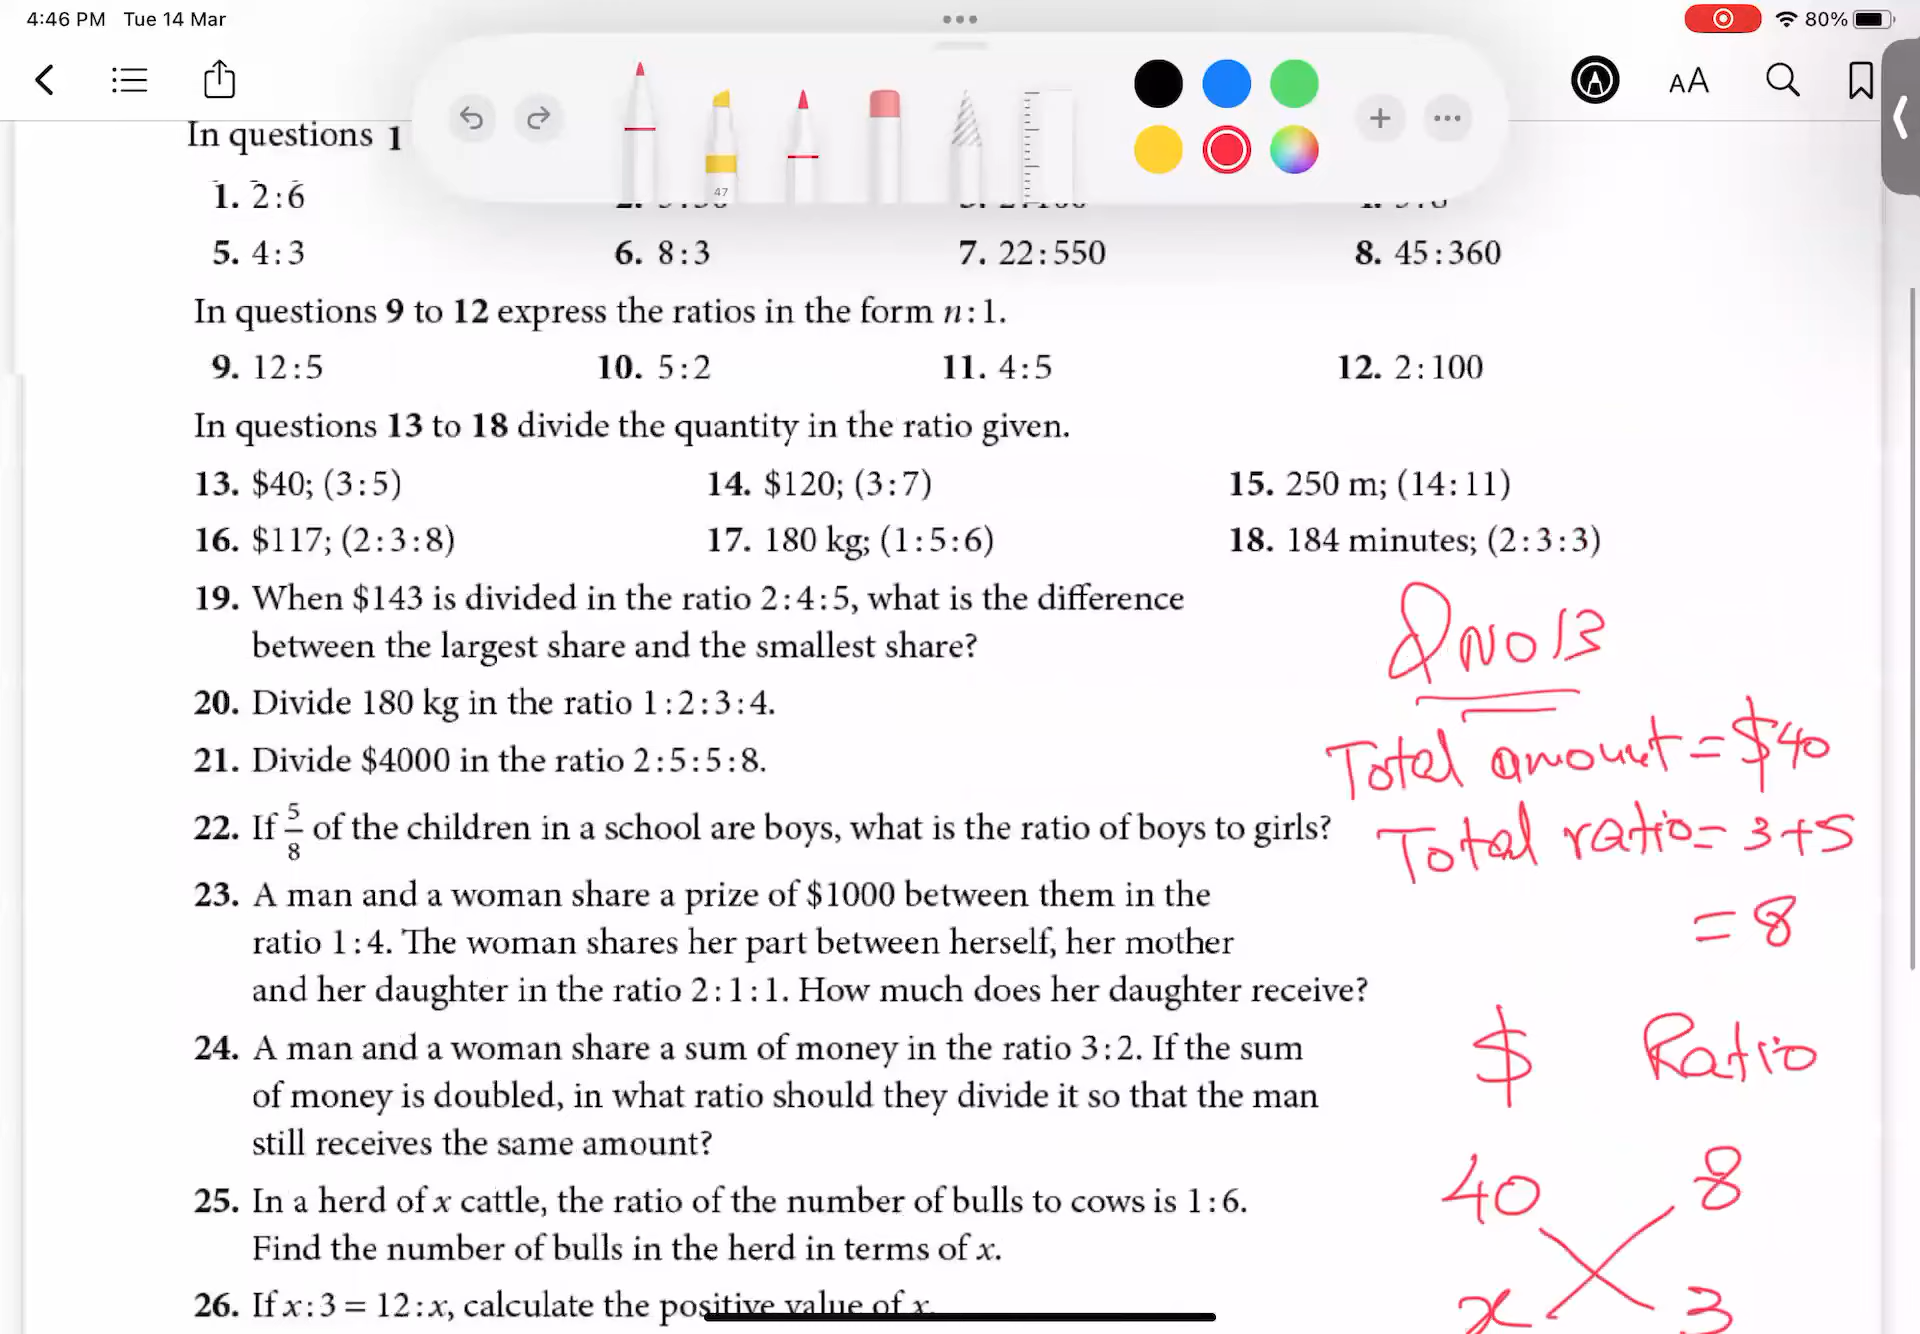 4:46 PM Tue 14 Mar
80%
47
In questions 1
1. 2:6
5. 4:3 6. 8:3 7. 22:550 8. 45:360
In questions 9 to 12 express the ratios in the form n:1.
9. 12:5 10. 5:2 11. 4:5 12. 2:100
In questions 13 to 18 divide the quantity in the ratio given.
13. $40; (3:5) 14. $120; (3:7) 15. 250 m; (14:11)
16. $117; (2:3:8) 17. 180 kg; (1:5:6) 18. 184 minutes; (2:3:3)
19. When $143 is divided in the ratio 2:4:5, what is the difference
between the largest share and the smallest share?
20. Divide 180 kg in the ratio 1:2:3:4.
21. Divide $4000 in the ratio 2:5:5:8.
22. If 5/8 of the children in a school are boys, what is the ratio of boys to girls?
23. A man and a woman share a prize of $1000 between them in the
ratio 1:4. The woman shares her part between herself, her mother
and her daughter in the ratio 2:1:1. How much does her daughter receive?
24. A man and a woman share a sum of money in the ratio 3:2. If the sum
of money is doubled, in what ratio should they divide it so that the man
still receives the same amount?
25. In a herd of x cattle, the ratio of the number of bulls to cows is 1:6.
Find the number of bulls in the herd in terms of x.
26. If x:3 = 12:x, calculate the positive value of x.
Q NO 13
Total amount = $40
Total ratio = 3+5
= 8
$ Ratio
40 8
x 3